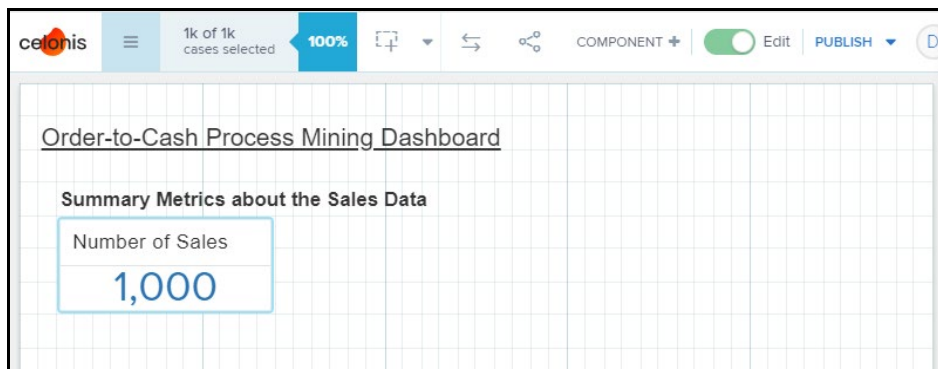 celonis
1k of 1k
cases selected
100%
COMPONENT +
Edit
PUBLISH
D
Order-to-Cash Process Mining Dashboard
Summary Metrics about the Sales Data
Number of Sales
1,000